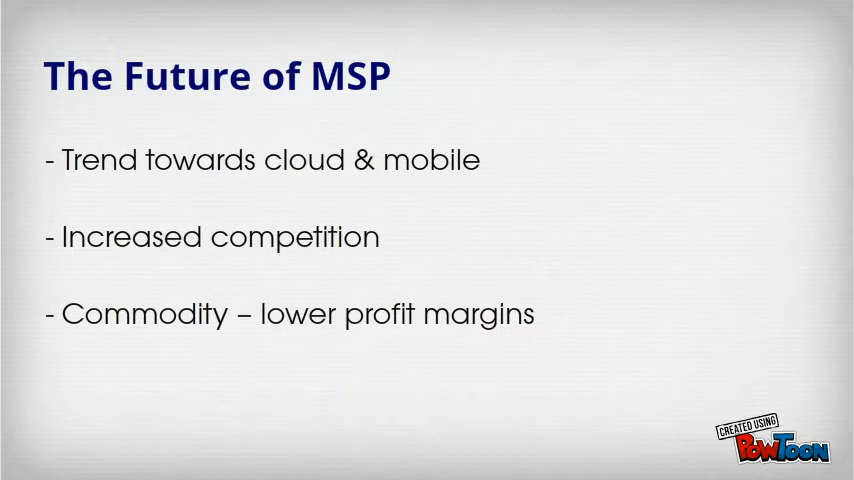 The Future of MSP
- Trend towards cloud & mobile
- Increased competition
- Commodity – lower profit margins
CREATED USING
PowToon